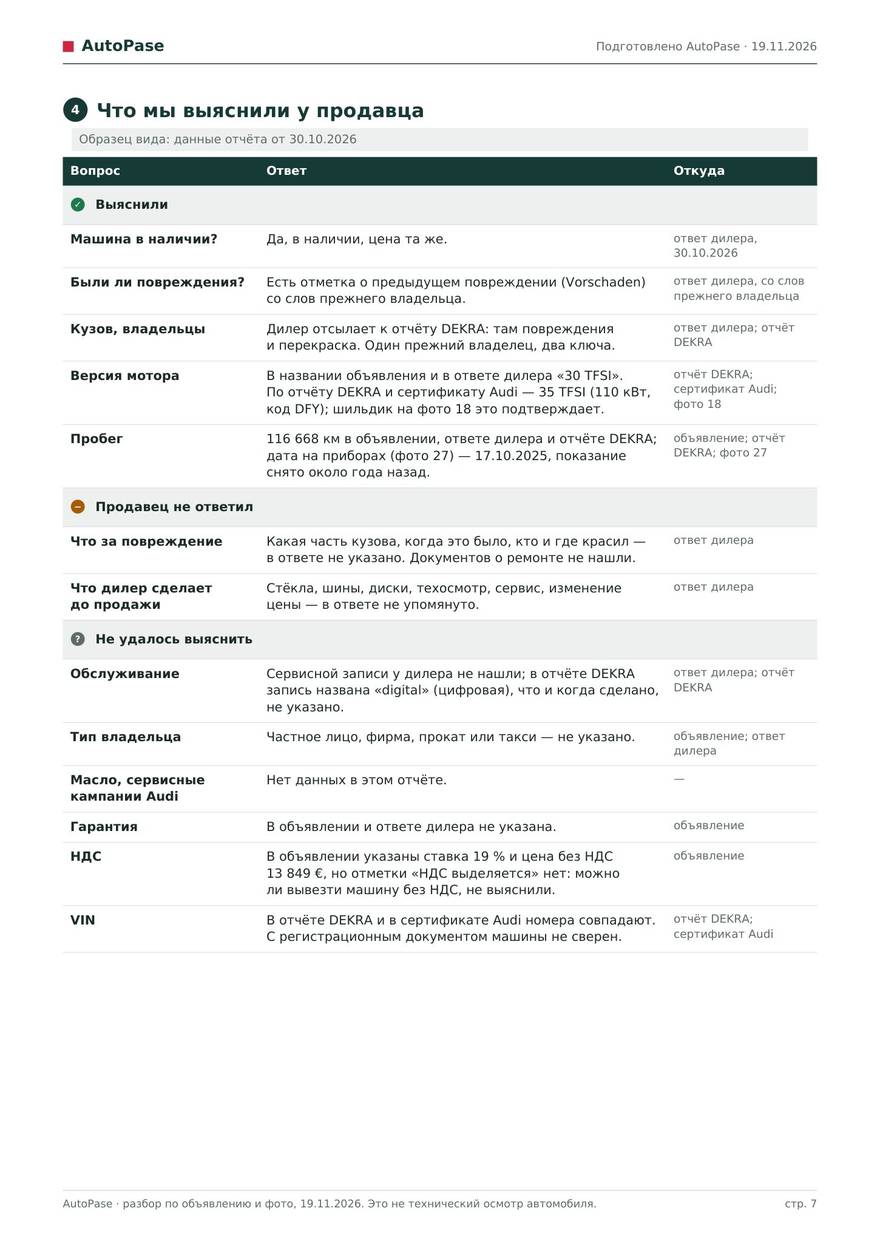 AutoPase
Подготовлено AutoPase · 19.11.2026
4 Что мы выяснили у продавца
Образец вида: данные отчёта от 30.10.2026
Вопрос Ответ Откуда
Выяснили
Машина в наличии? Да, в наличии, цена та же. ответ дилера,
30.10.2026
Были ли повреждения? Есть отметка о предыдущем повреждении (Vorschaden) ответ дилера, со слов
со слов прежнего владельца. прежнего владельца
Кузов, владельцы Дилер отсылает к отчёту DEKRA: там повреждения ответ дилера; отчёт
и перекраска. Один прежний владелец, два ключа. DEKRA
Версия мотора В названии объявления и в ответе дилера «30 TFSI». отчёт DEKRA;
По отчёту DEKRA и сертификату Audi — 35 TFSI (110 кВт, сертификат Audi;
код DFY); шильдик на фото 18 это подтверждает. фото 18
Пробег 116 668 км в объявлении, ответе дилера и отчёте DEKRA; объявление; отчёт
дата на приборах (фото 27) — 17.10.2025, показание DEKRA; фото 27
снято около года назад.
Продавец не ответил
Что за повреждение Какая часть кузова, когда это было, кто и где красил — ответ дилера
в ответе не указано. Документов о ремонте не нашли.
Что дилер сделает Стёкла, шины, диски, техосмотр, сервис, изменение ответ дилера
до продажи цены — в ответе не упомянуто.
? Не удалось выяснить
Обслуживание Сервисной записи у дилера не нашли; в отчёте DEKRA ответ дилера; отчёт
запись названа «digital» (цифровая), что и когда сделано, DEKRA
не указано.
Тип владельца Частное лицо, фирма, прокат или такси — не указано. объявление; ответ
дилера
Масло, сервисные Нет данных в этом отчёте. —
кампании Audi
Гарантия В объявлении и ответе дилера не указана. объявление
НДС В объявлении указаны ставка 19 % и цена без НДС объявление
13 849 €, но отметки «НДС выделяется» нет: можно
ли вывезти машину без НДС, не выяснили.
VIN В отчёте DEKRA и в сертификате Audi номера совпадают. отчёт DEKRA;
С регистрационным документом машины не сверен. сертификат Audi
AutoPase · разбор по объявлению и фото, 19.11.2026. Это не технический осмотр автомобиля. стр. 7